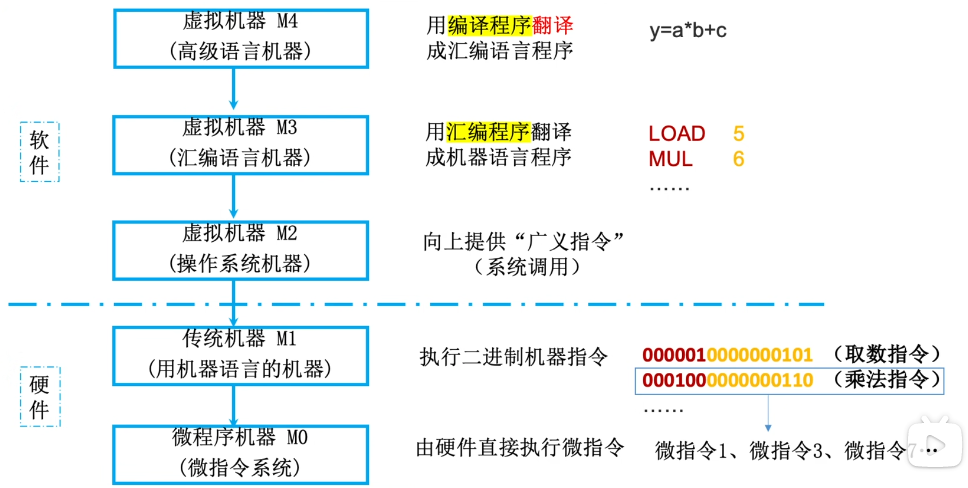 虚拟机器 M4
(高级语言机器)
用编译程序翻译
成汇编语言程序
y=a*b+c
软
件
虚拟机器 M3
(汇编语言机器)
用汇编程序翻译
成机器语言程序
LOAD 5
MUL 6
……
虚拟机器 M2
(操作系统机器)
向上提供“广义指令”
(系统调用)
硬
件
传统机器 M1
(用机器语言的机器)
执行二进制机器指令
0000010000000101 (取数指令)
0001000000000110 (乘法指令)
……
微程序机器 M0
(微指令系统)
由硬件直接执行微指令
微指令1、微指令3、微指令7…